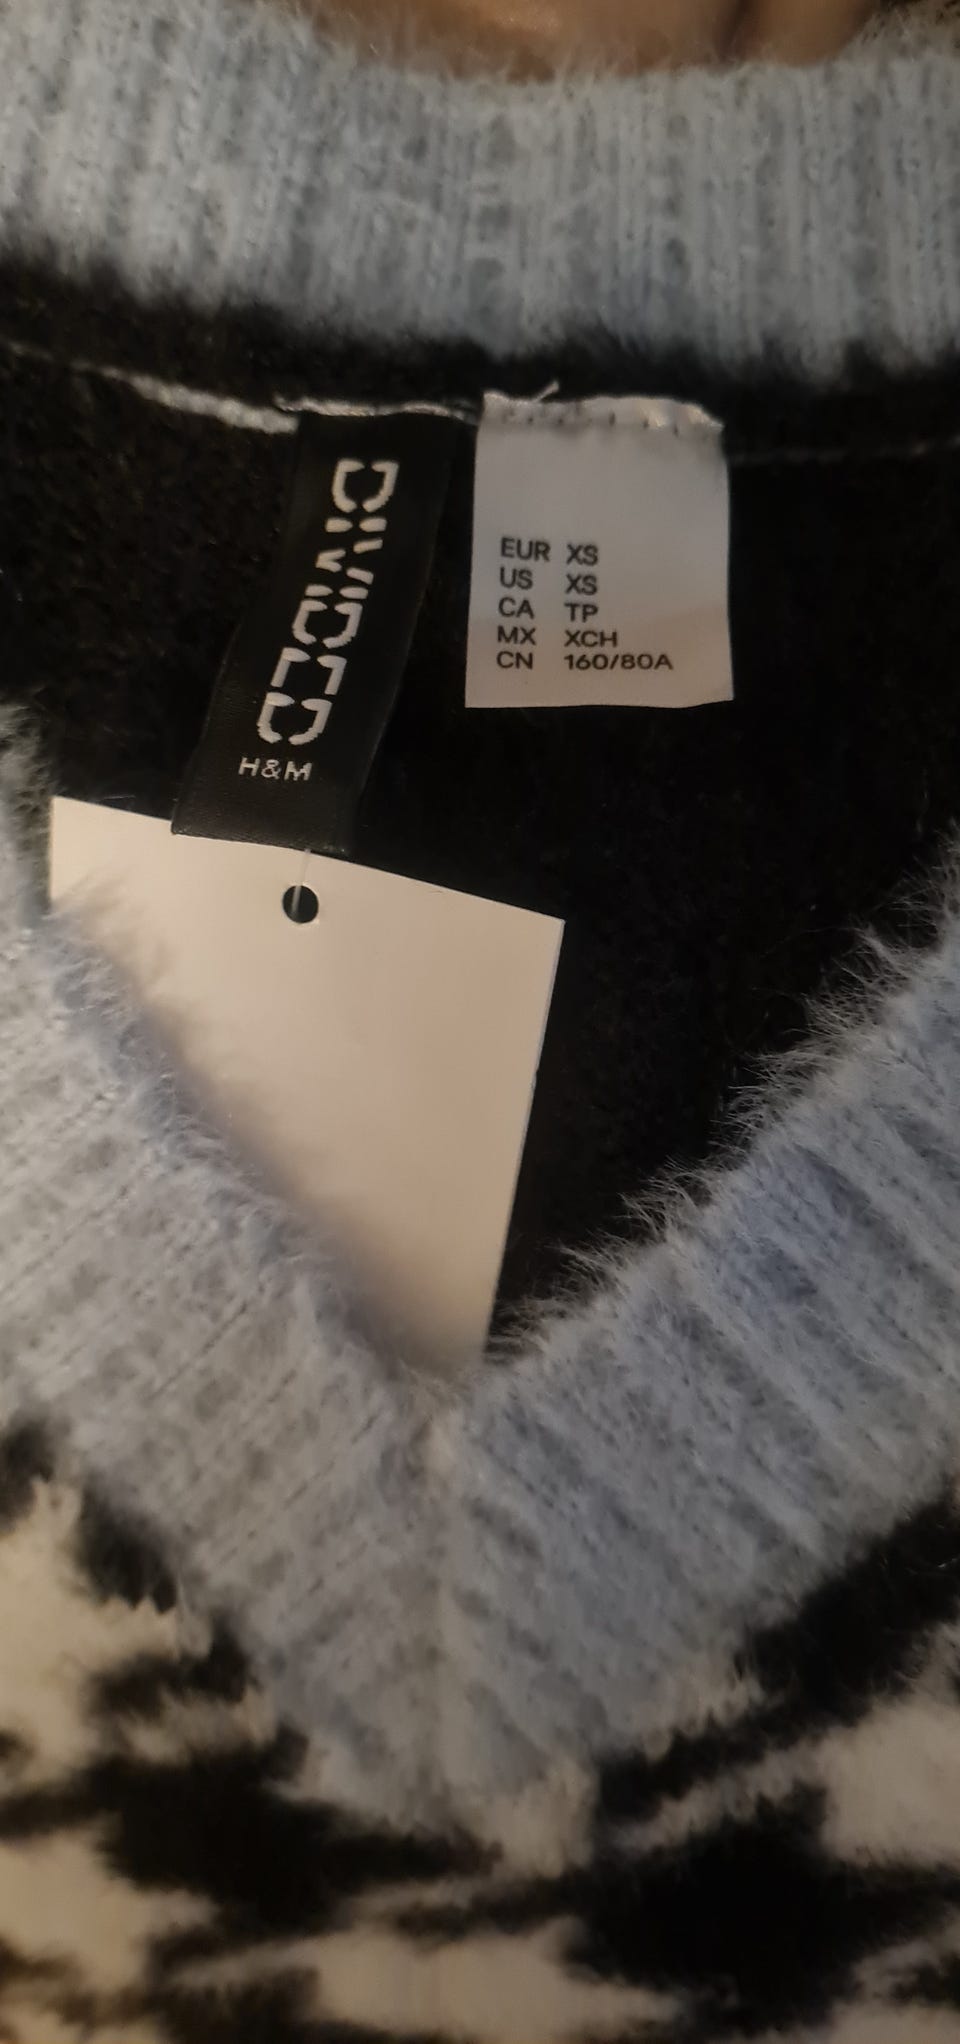 DIVIDED
H&M
EUR XS
US XS
CA TP
MX XCH
CN 160/80A